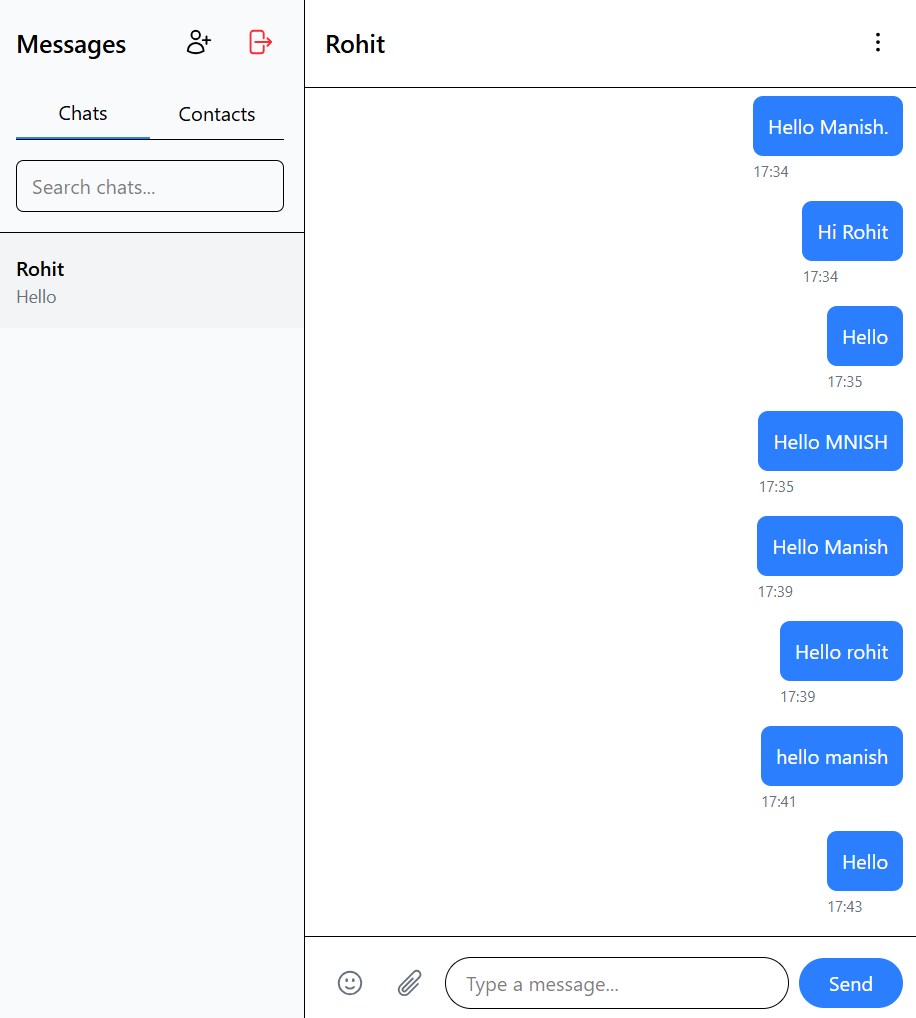 Messages
Chats
Contacts
Search chats...
Rohit
Hello
Rohit
Hello Manish.
17:34
Hi Rohit
17:34
Hello
17:35
Hello MNISH
17:35
Hello Manish
17:39
Hello rohit
17:39
hello manish
17:41
Hello
17:43
Type a message...
Send